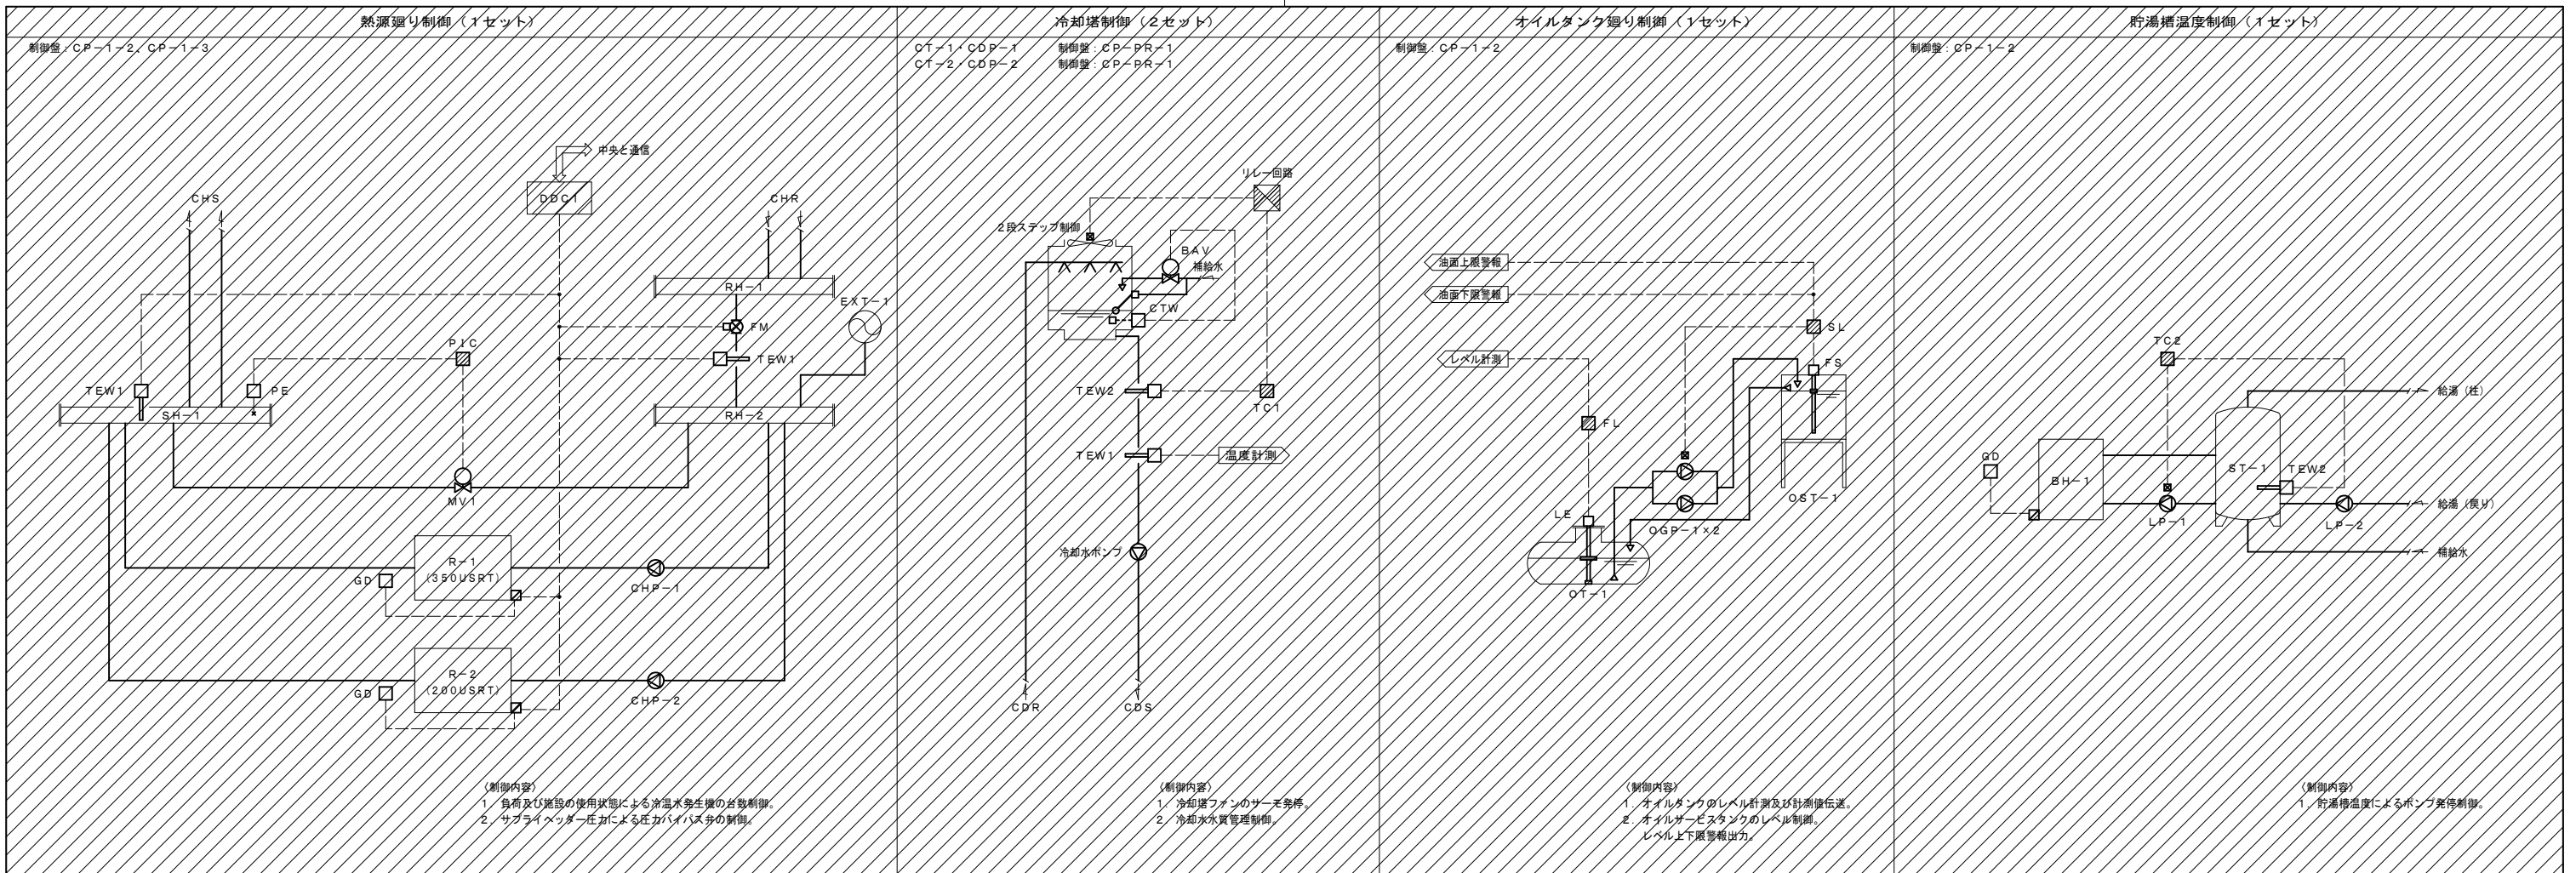 熱源廻り制御（１セット）
制御盤：ＣＰ－１－２、ＣＰ－１－３
中央と通信
ＤＤＣ１
ＣＨＳ
ＣＨＲ
ＲＨ－１
ＥＸＴ－１
ＦＭ
ＰＩＣ
ＴＥＷ１
ＴＥＷ１
ＰＥ
ＳＨ－１
ＲＨ－２
ＭＶ１
Ｒ－１
（３５０ＵＳＲＴ）
ＧＤ
ＣＨＰ－１
Ｒ－２
（２００ＵＳＲＴ）
ＧＤ
ＣＨＰ－２
〈制御内容〉
１．負荷及び施設の使用状態による冷温水発生機の台数制御。
２．サプライヘッダー圧力による圧力バイパス弁の制御。
冷却塔制御（２セット）
ＣＴ－１・ＣＤＰ－１　制御盤：ＣＰ－ＰＲ－１
ＣＴ－２・ＣＤＰ－２　制御盤：ＣＰ－ＰＲ－１
リレー回路
２段ステップ制御
ＢＡＶ
補給水
ＣＴＷ
ＴＥＷ２
ＴＣ１
ＴＥＷ１
温度計測
冷却水ポンプ
ＣＤＲ
ＣＤＳ
〈制御内容〉
１．冷却塔ファンのサーモ発停。
２．冷却水水質管理制御。
オイルタンク廻り制御（１セット）
制御盤：ＣＰ－１－２
油面上限警報
油面下限警報
ＳＬ
レベル計測
ＦＳ
ＦＬ
ＯＳＴ－１
ＬＥ
ＯＧＰ－１×２
ＯＴ－１
〈制御内容〉
１．オイルタンクのレベル計測及び計測値伝送。
２．オイルサービスタンクのレベル制御。
レベル上下限警報出力。
貯湯槽温度制御（１セット）
制御盤：ＣＰ－１－２
ＴＣ２
給湯（往）
ＧＤ
ＢＨ－１
ＳＴ－１
ＴＥＷ２
ＬＰ－１
ＬＰ－２
給湯（戻り）
補給水
〈制御内容〉
１．貯湯槽温度によるポンプ発停制御。